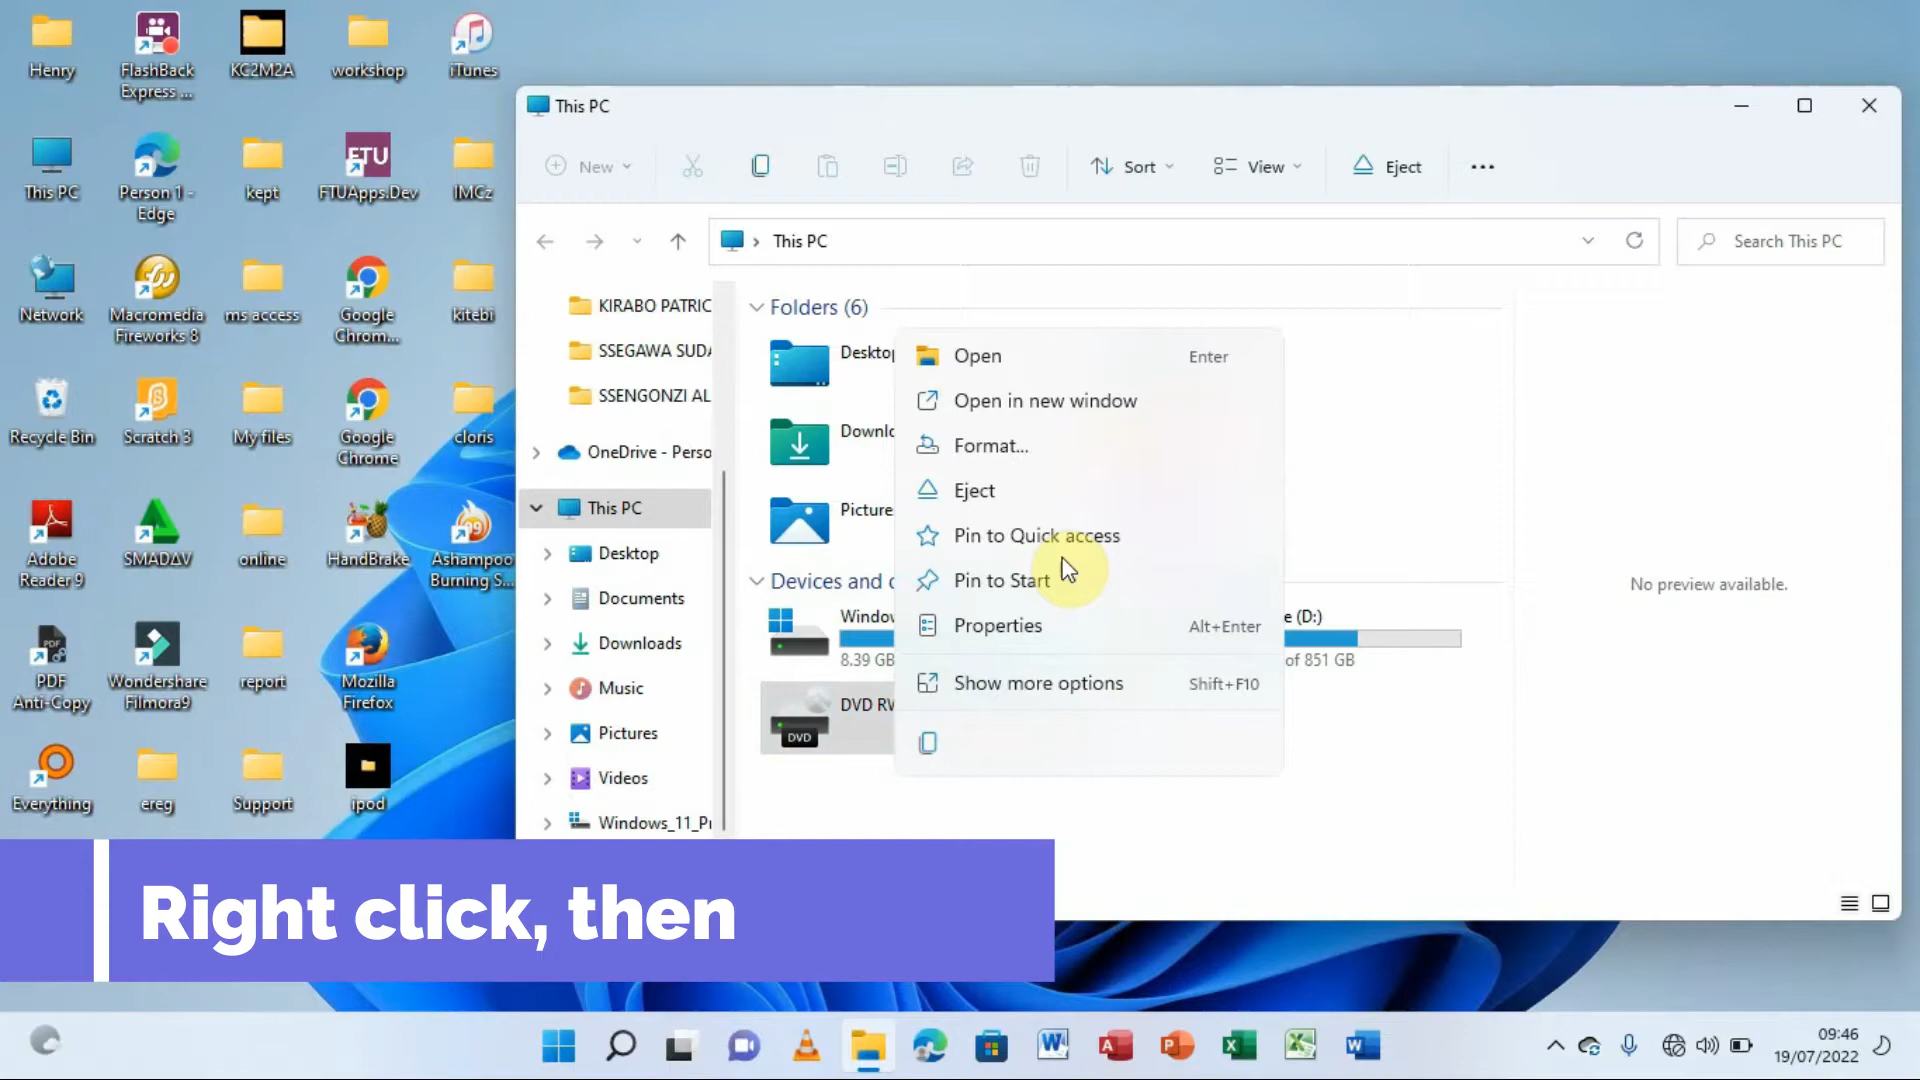 Henry
FlashBack
Express ...
KC2M2A
workshop
iTunes
This PC
Person 1 -
Edge
kept
FTU
FTUApps.Dev
IMCz
Network
Macromedia
Fireworks 8
ms access
Google
Chrom...
kitebi
Recycle Bin
Scratch 3
My files
Google
Chrome
cloris
Adobe
Reader 9
SMADAV
online
HandBrake
Ashampoo
Burning S...
PDF
PDF
Anti-Copy
Wondershare
Filmora9
report
Mozilla
Firefox
Everything
ereg
Support
ipod
This PC
New
Sort
View
Eject
This PC
Search This PC
KIRABO PATRIC
SSEGAWA SUDA
SSENGONZI AL
OneDrive - Perso
This PC
Desktop
Documents
Downloads
Music
Pictures
Videos
Windows_11_Pr
Folders (6)
Desktop
Downlo
Picture
Devices and d
Window
8.39 GB
DVD RW
DVD
e (D:)
of 851 GB
No preview available.
Open Enter
Open in new window
Format...
Eject
Pin to Quick access
Pin to Start
Properties Alt+Enter
Show more options Shift+F10
Right click, then
09:46
19/07/2022